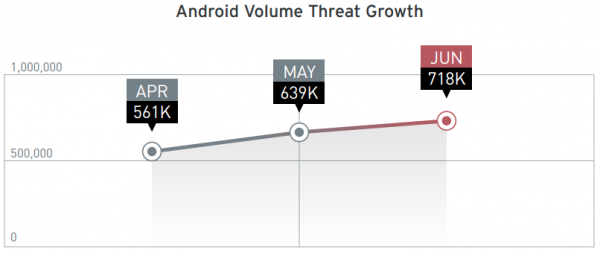 Android Volume Threat Growth
1,000,000
JUN
718K
MAY
639K
APR
561K
500,000
0